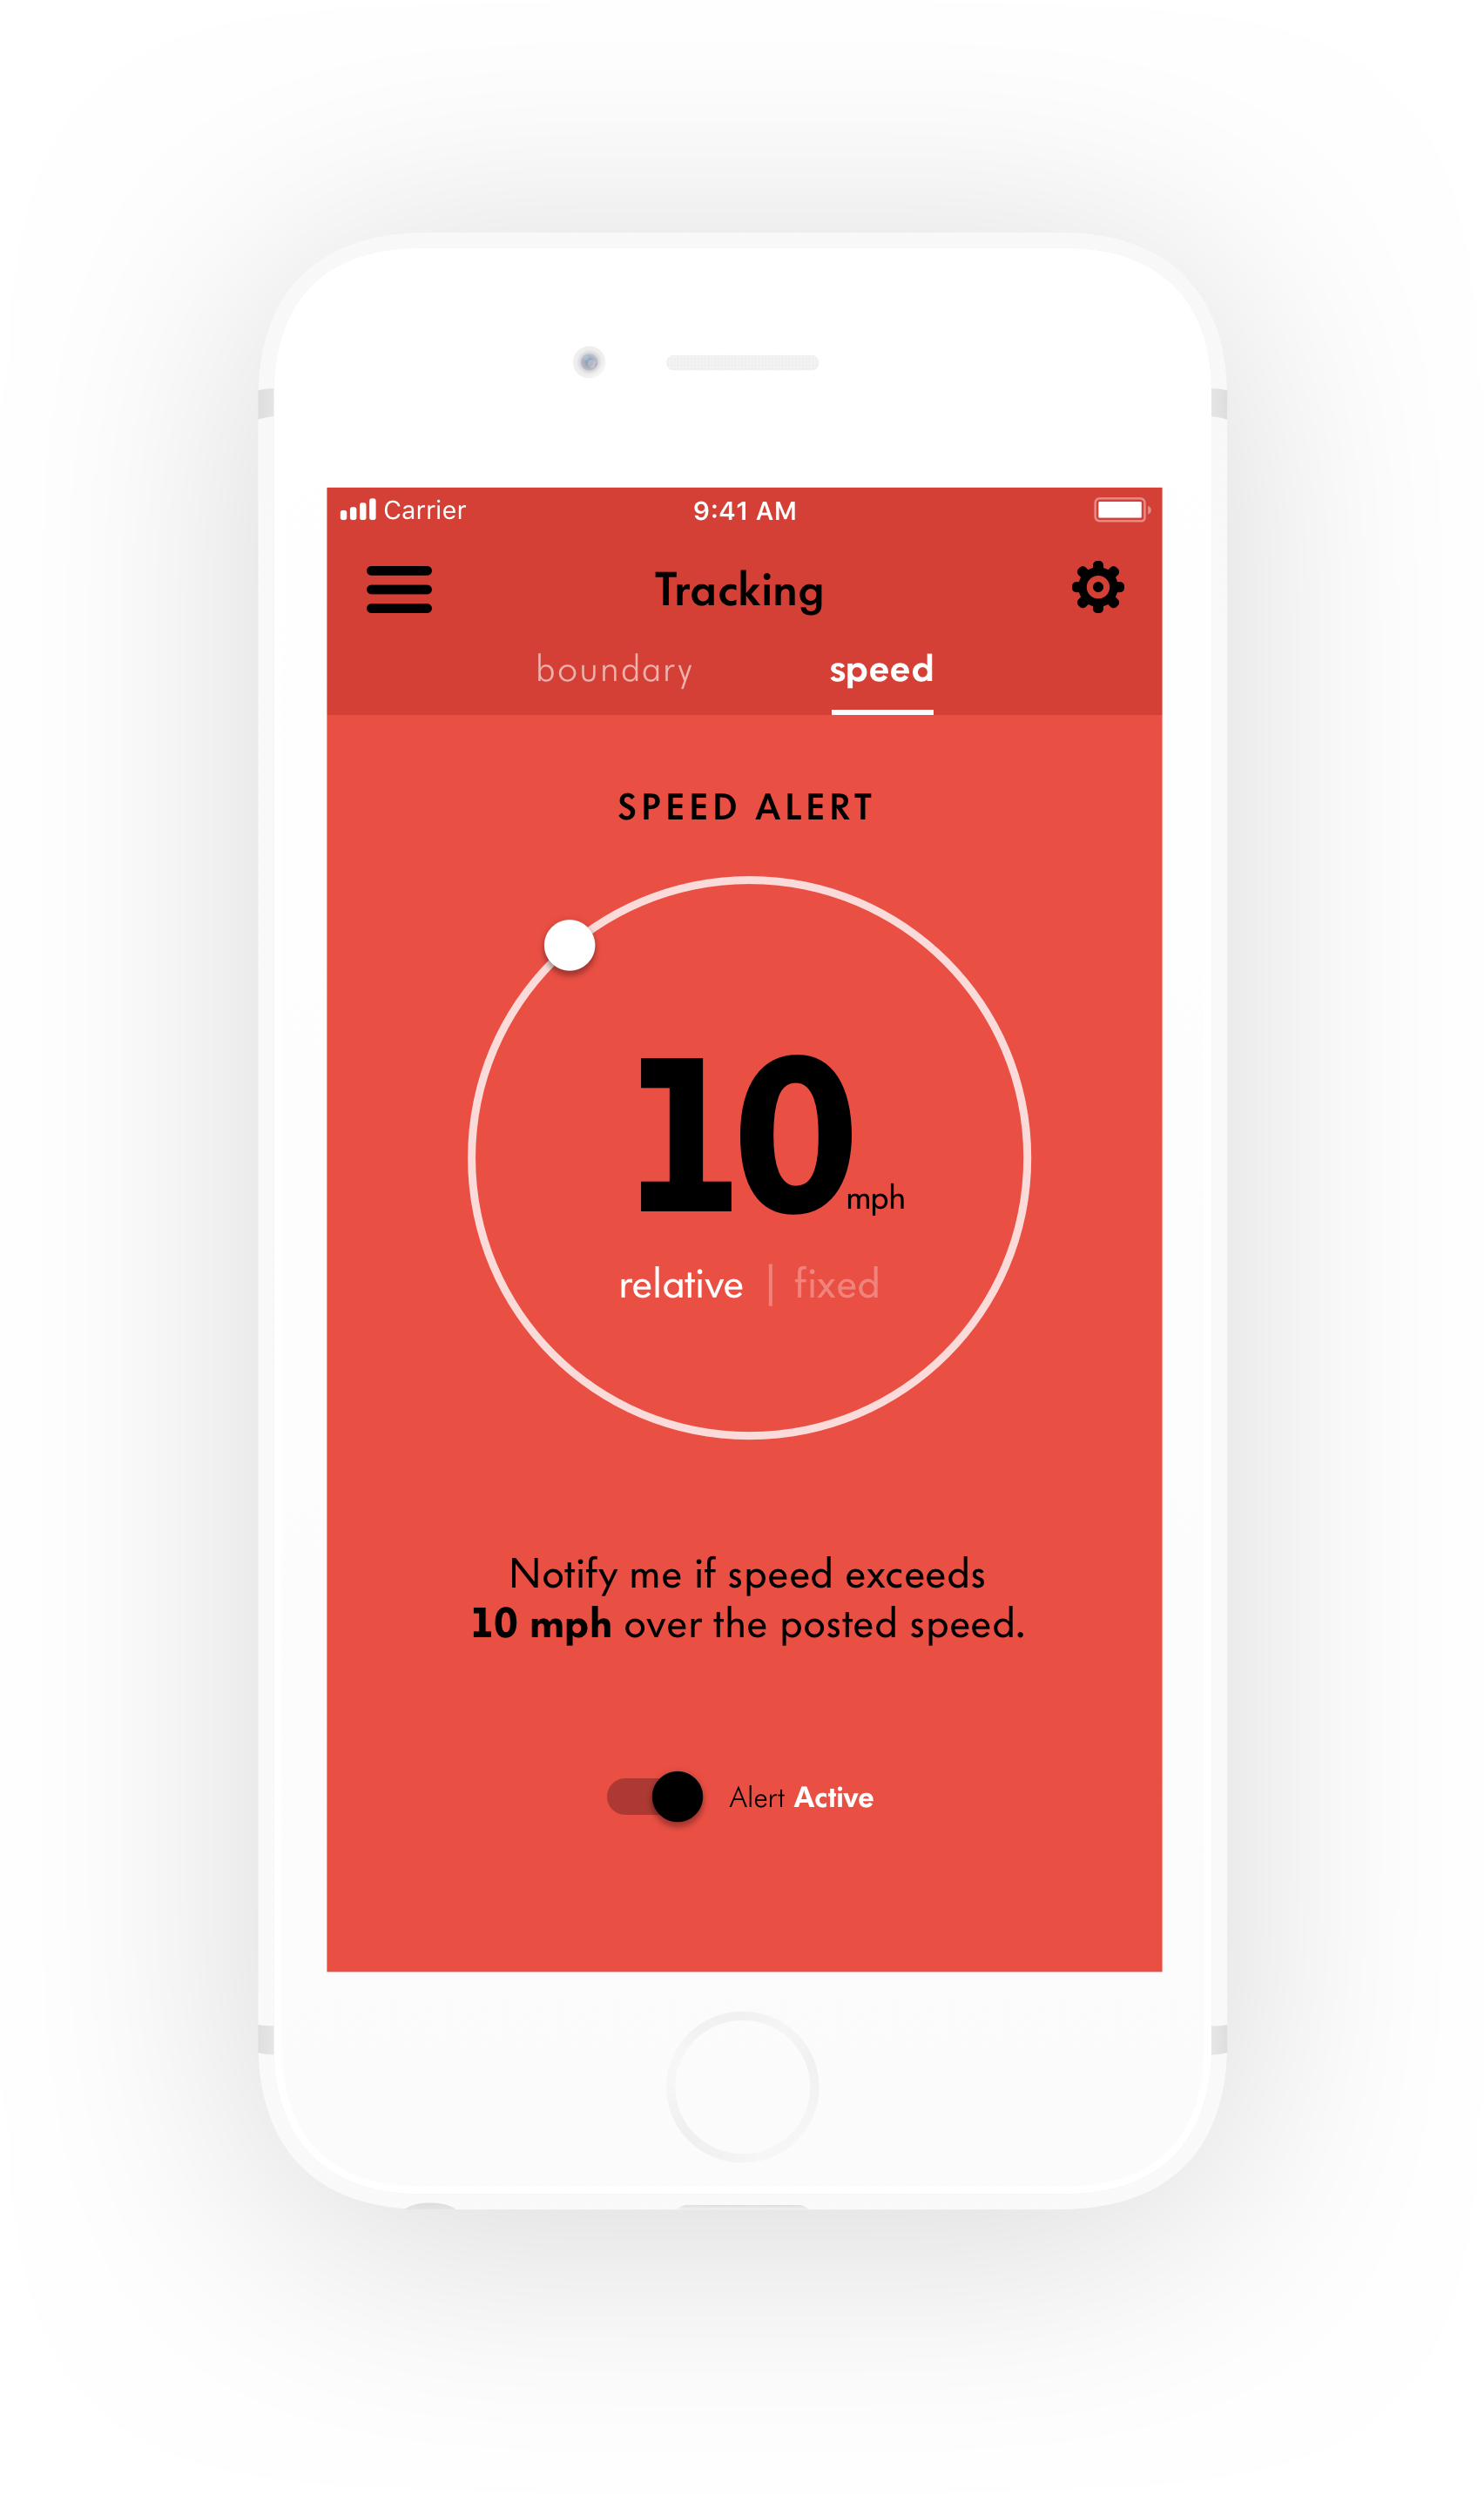 Carrier 9:41 AM
Tracking
boundary speed
SPEED ALERT
10 mph
relative | fixed
Notify me if speed exceeds
10 mph over the posted speed.
Alert Active